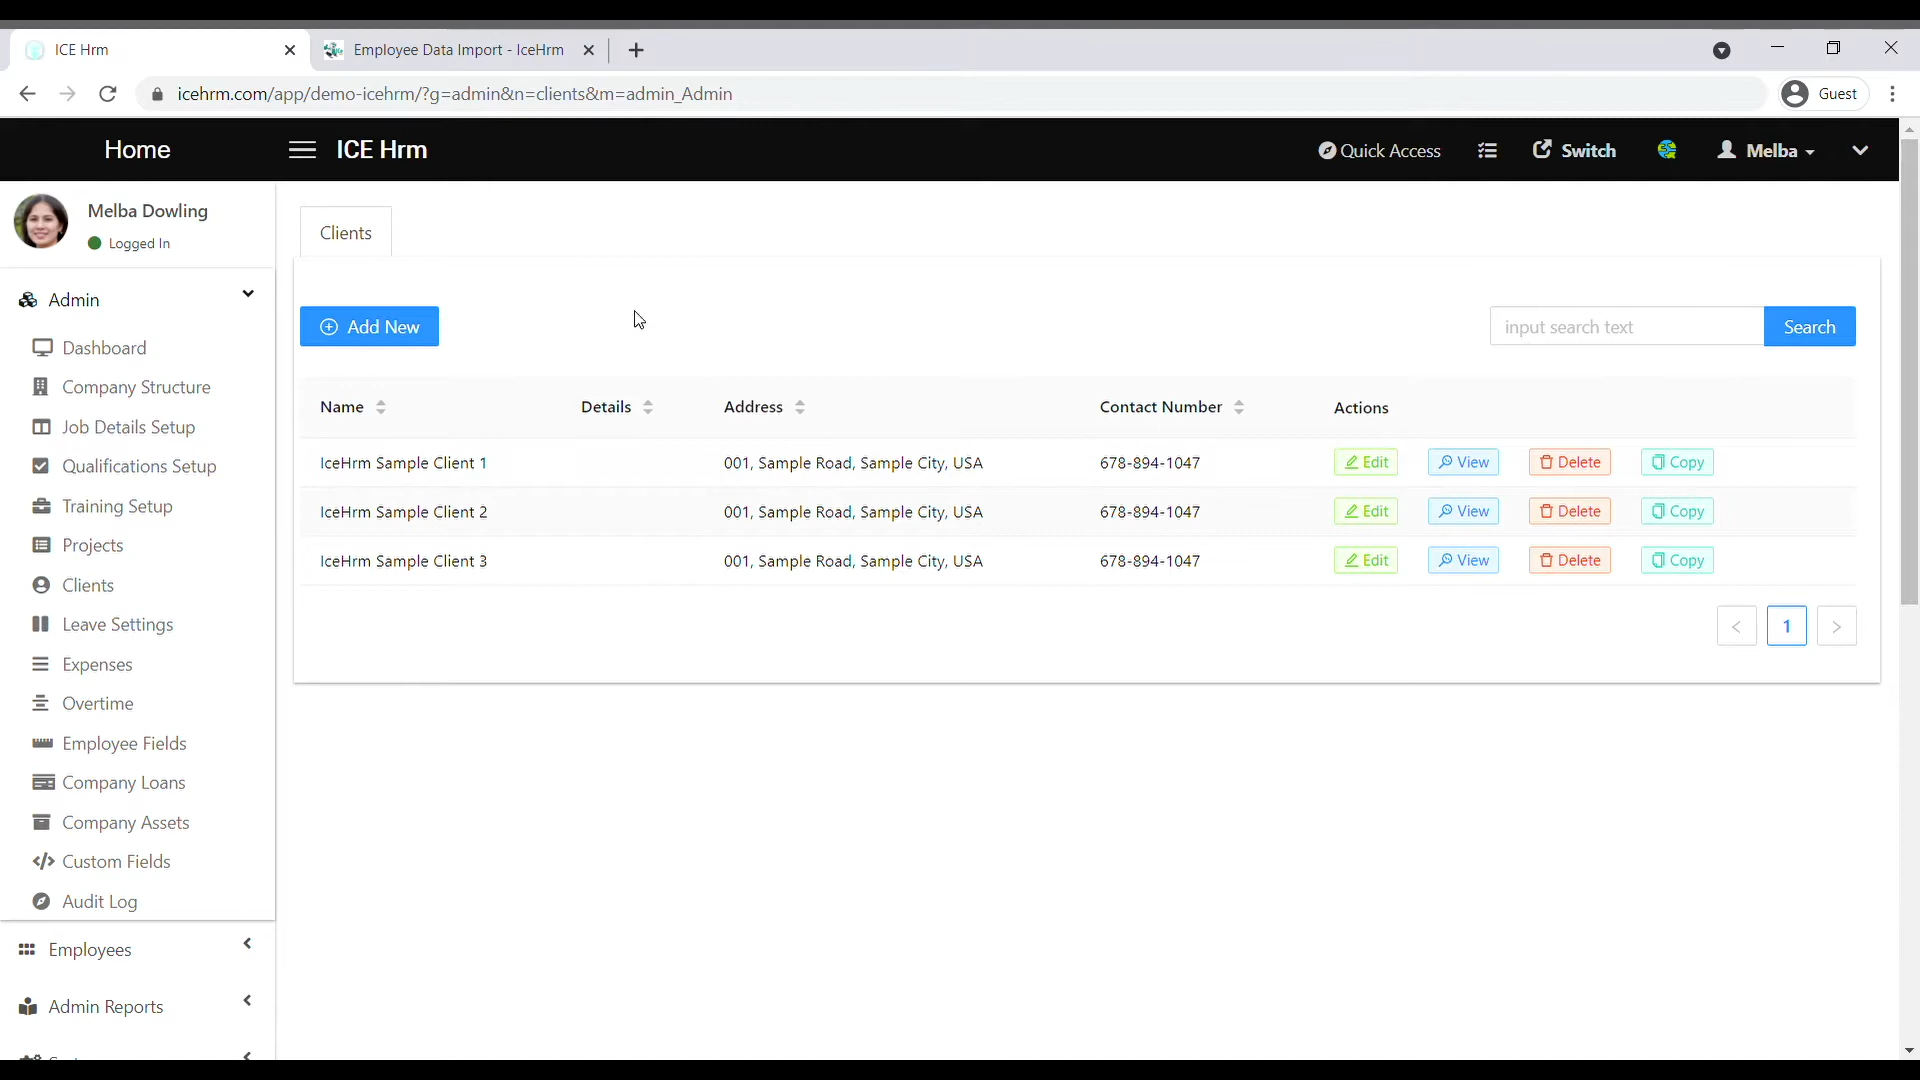 ICE Hrm
Employee Data Import - IceHrm
icehrm.com/app/demo-icehrm/?g=admin&n=clients&m=admin_Admin
Guest
Home
ICE Hrm
Quick Access
Switch
Melba
Melba Dowling
Logged In
Clients
Admin
Add New
input search text
Search
Dashboard
Company Structure
Job Details Setup
Qualifications Setup
Training Setup
Projects
Clients
Leave Settings
Expenses
Overtime
Employee Fields
Company Loans
Company Assets
Custom Fields
Audit Log
Employees
Admin Reports
Name Details Address Contact Number Actions
IceHrm Sample Client 1 001, Sample Road, Sample City, USA 678-894-1047 Edit View Delete Copy
IceHrm Sample Client 2 001, Sample Road, Sample City, USA 678-894-1047 Edit View Delete Copy
IceHrm Sample Client 3 001, Sample Road, Sample City, USA 678-894-1047 Edit View Delete Copy
< 1 >